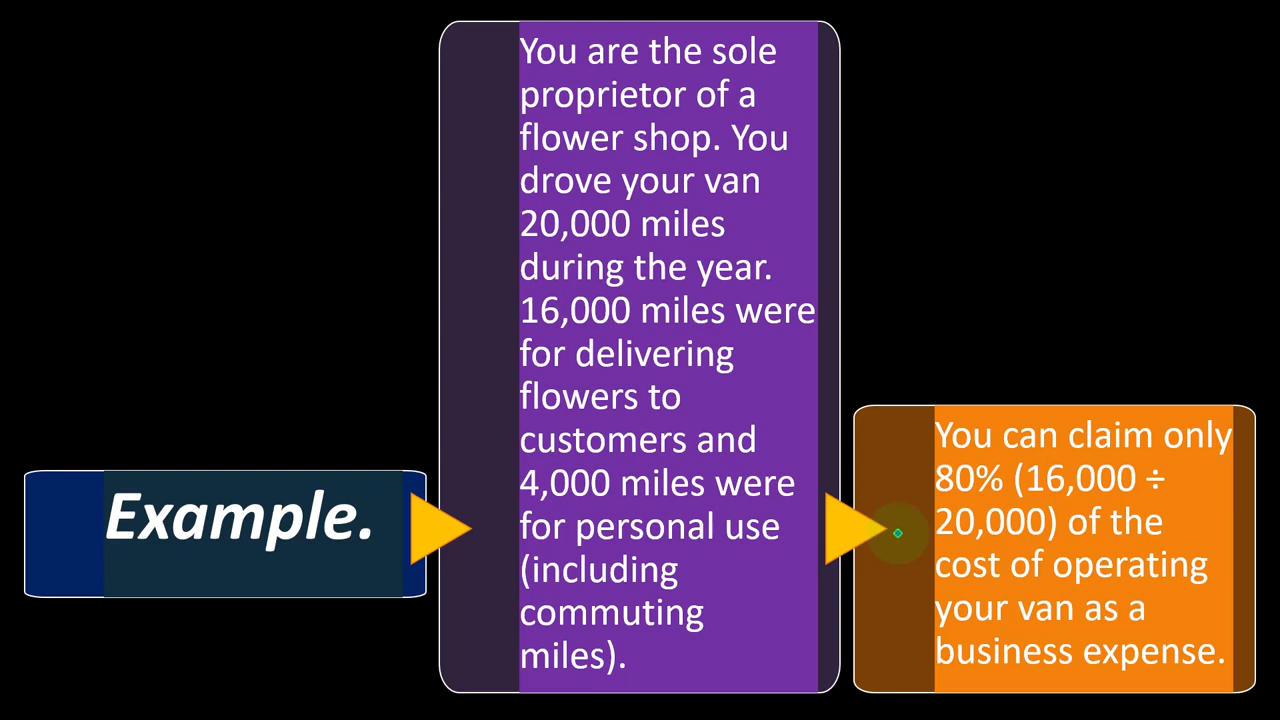 Example.
You are the sole
proprietor of a
flower shop. You
drove your van
20,000 miles
during the year.
16,000 miles were
for delivering
flowers to
customers and
4,000 miles were
for personal use
(including
commuting
miles).
You can claim only
80% (16,000 ÷
20,000) of the
cost of operating
your van as a
business expense.